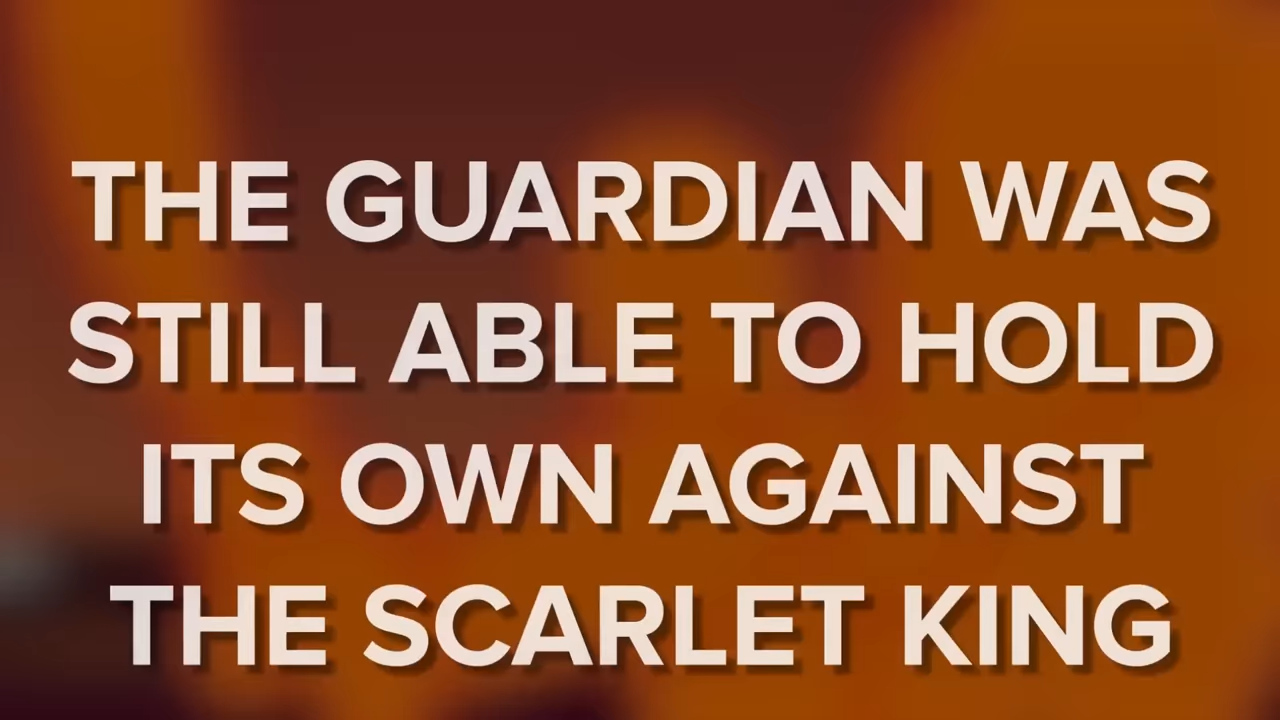 THE GUARDIAN WAS
STILL ABLE TO HOLD
ITS OWN AGAINST
THE SCARLET KING